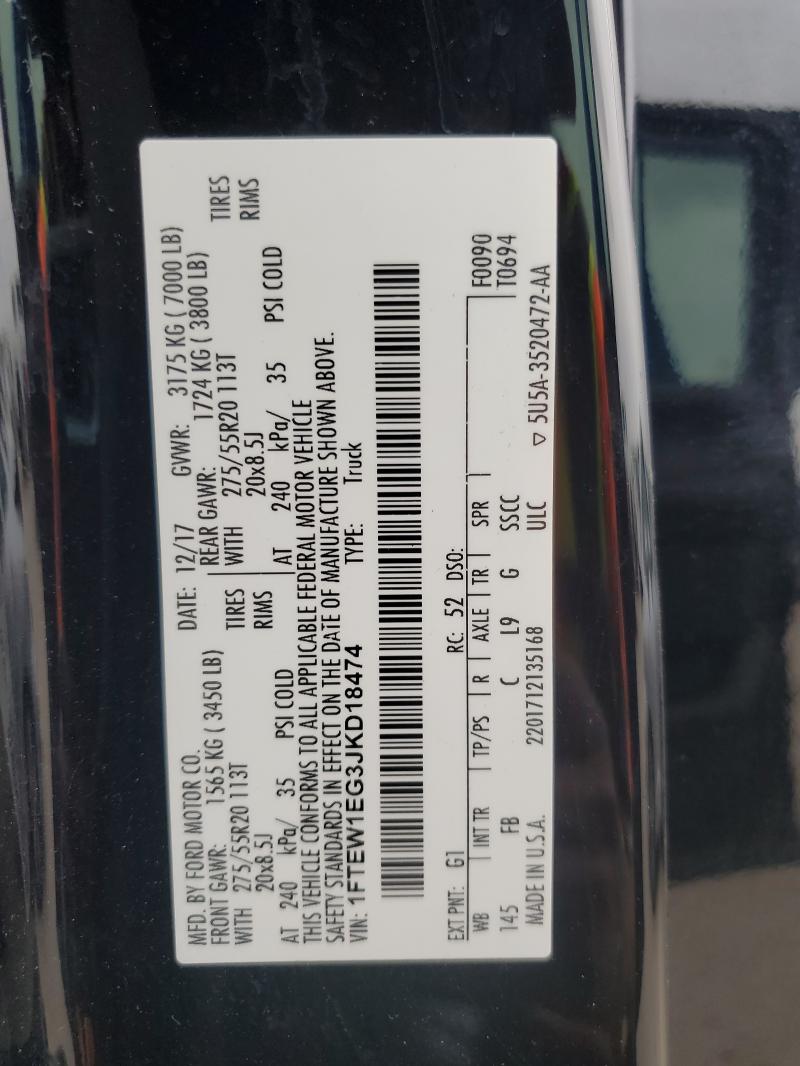 MFD. BY FORD MOTOR CO.
DATE: 12/17 GVWR: 3175 KG ( 7000 LB)
FRONT GAWR: 1565 KG ( 3450 LB) REAR GAWR: 1724 KG ( 3800 LB)
WITH 275/55R20 113T TIRES WITH 275/55R20 113T TIRES
20x8.5J RIMS 20x8.5J RIMS
AT 240 kPa/ 35 PSI COLD AT 240 kPa/ 35 PSI COLD
THIS VEHICLE CONFORMS TO ALL APPLICABLE FEDERAL MOTOR VEHICLE
SAFETY STANDARDS IN EFFECT ON THE DATE OF MANUFACTURE SHOWN ABOVE.
VIN: 1FTEW1EG3JKD18474 TYPE: Truck
EXT PNT: G1 RC: 52 DSO:
WB INT TR TP/PS R AXLE TR SPR F0090
145 FB C L9 G SSCC T0694
MADE IN U.S.A. 2201712135168 ULC ▽ 5U5A-3520472-AA